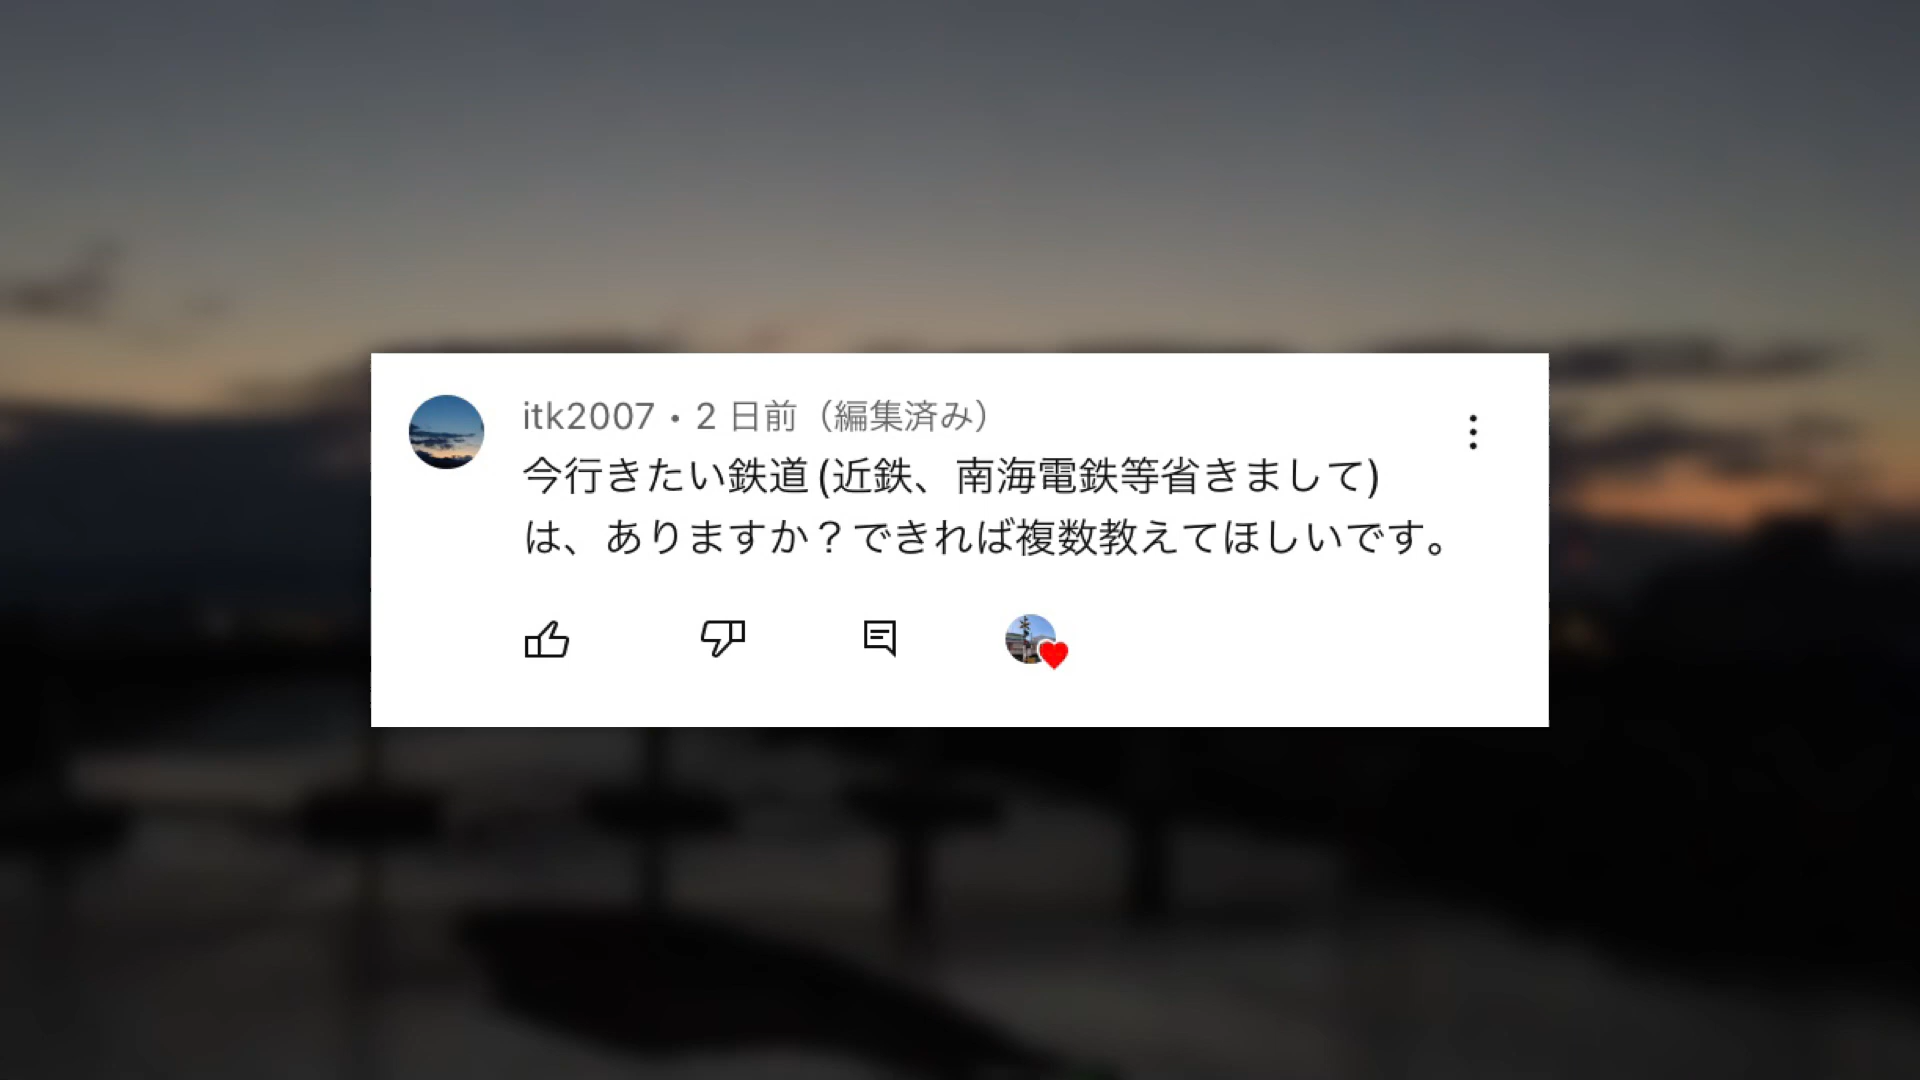 itk2007・2 日前（編集済み）
今行きたい鉄道(近鉄、南海電鉄等省きまして)
は、ありますか？できれば複数教えてほしいです。